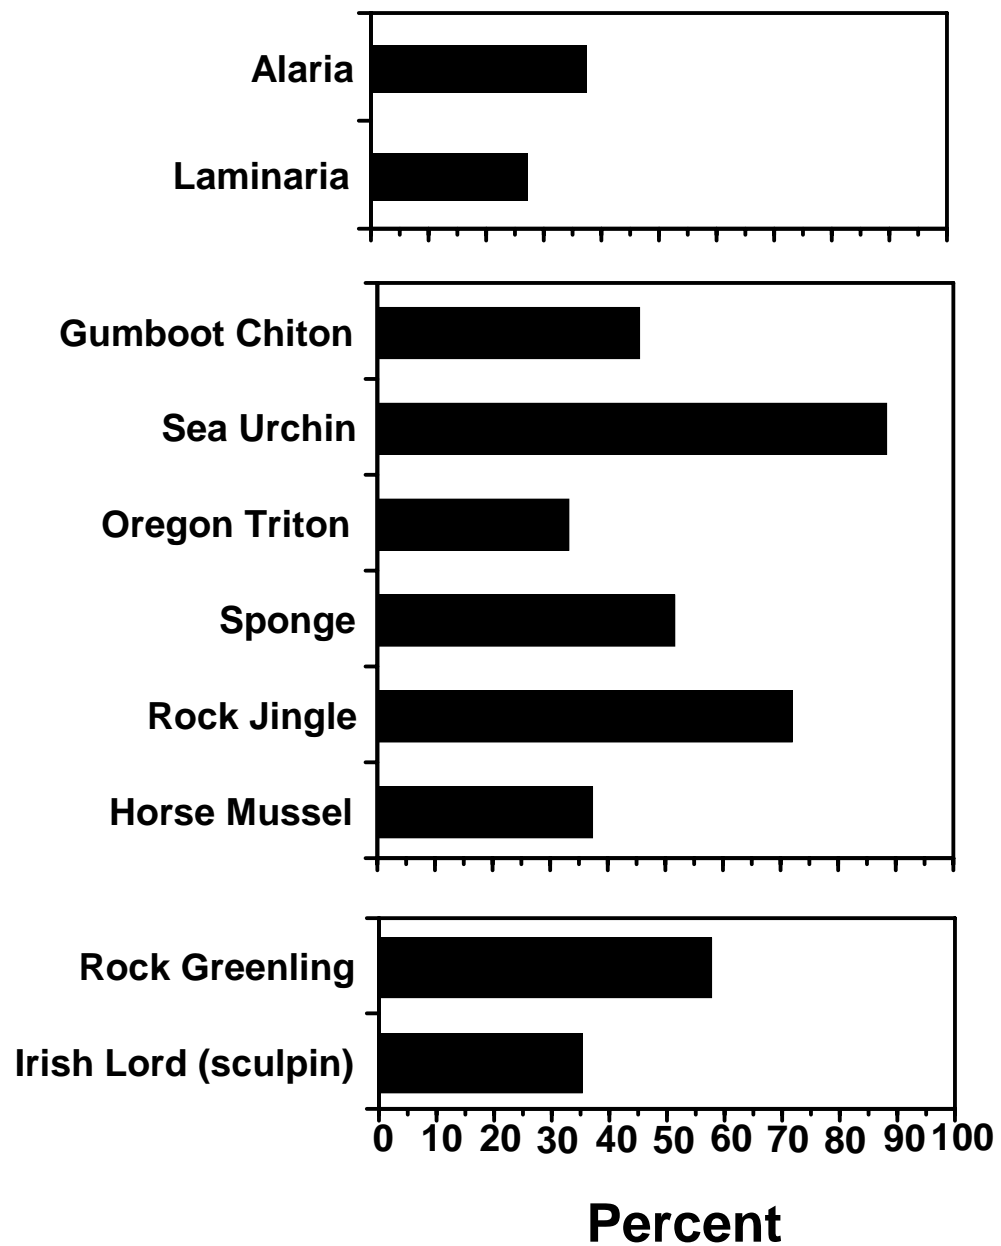 Alaria
Laminaria
Gumboot Chiton
Sea Urchin
Oregon Triton
Sponge
Rock Jingle
Horse Mussel
Rock Greenling
Irish Lord (sculpin)
0 10 20 30 40 50 60 70 80 90 100
Percent